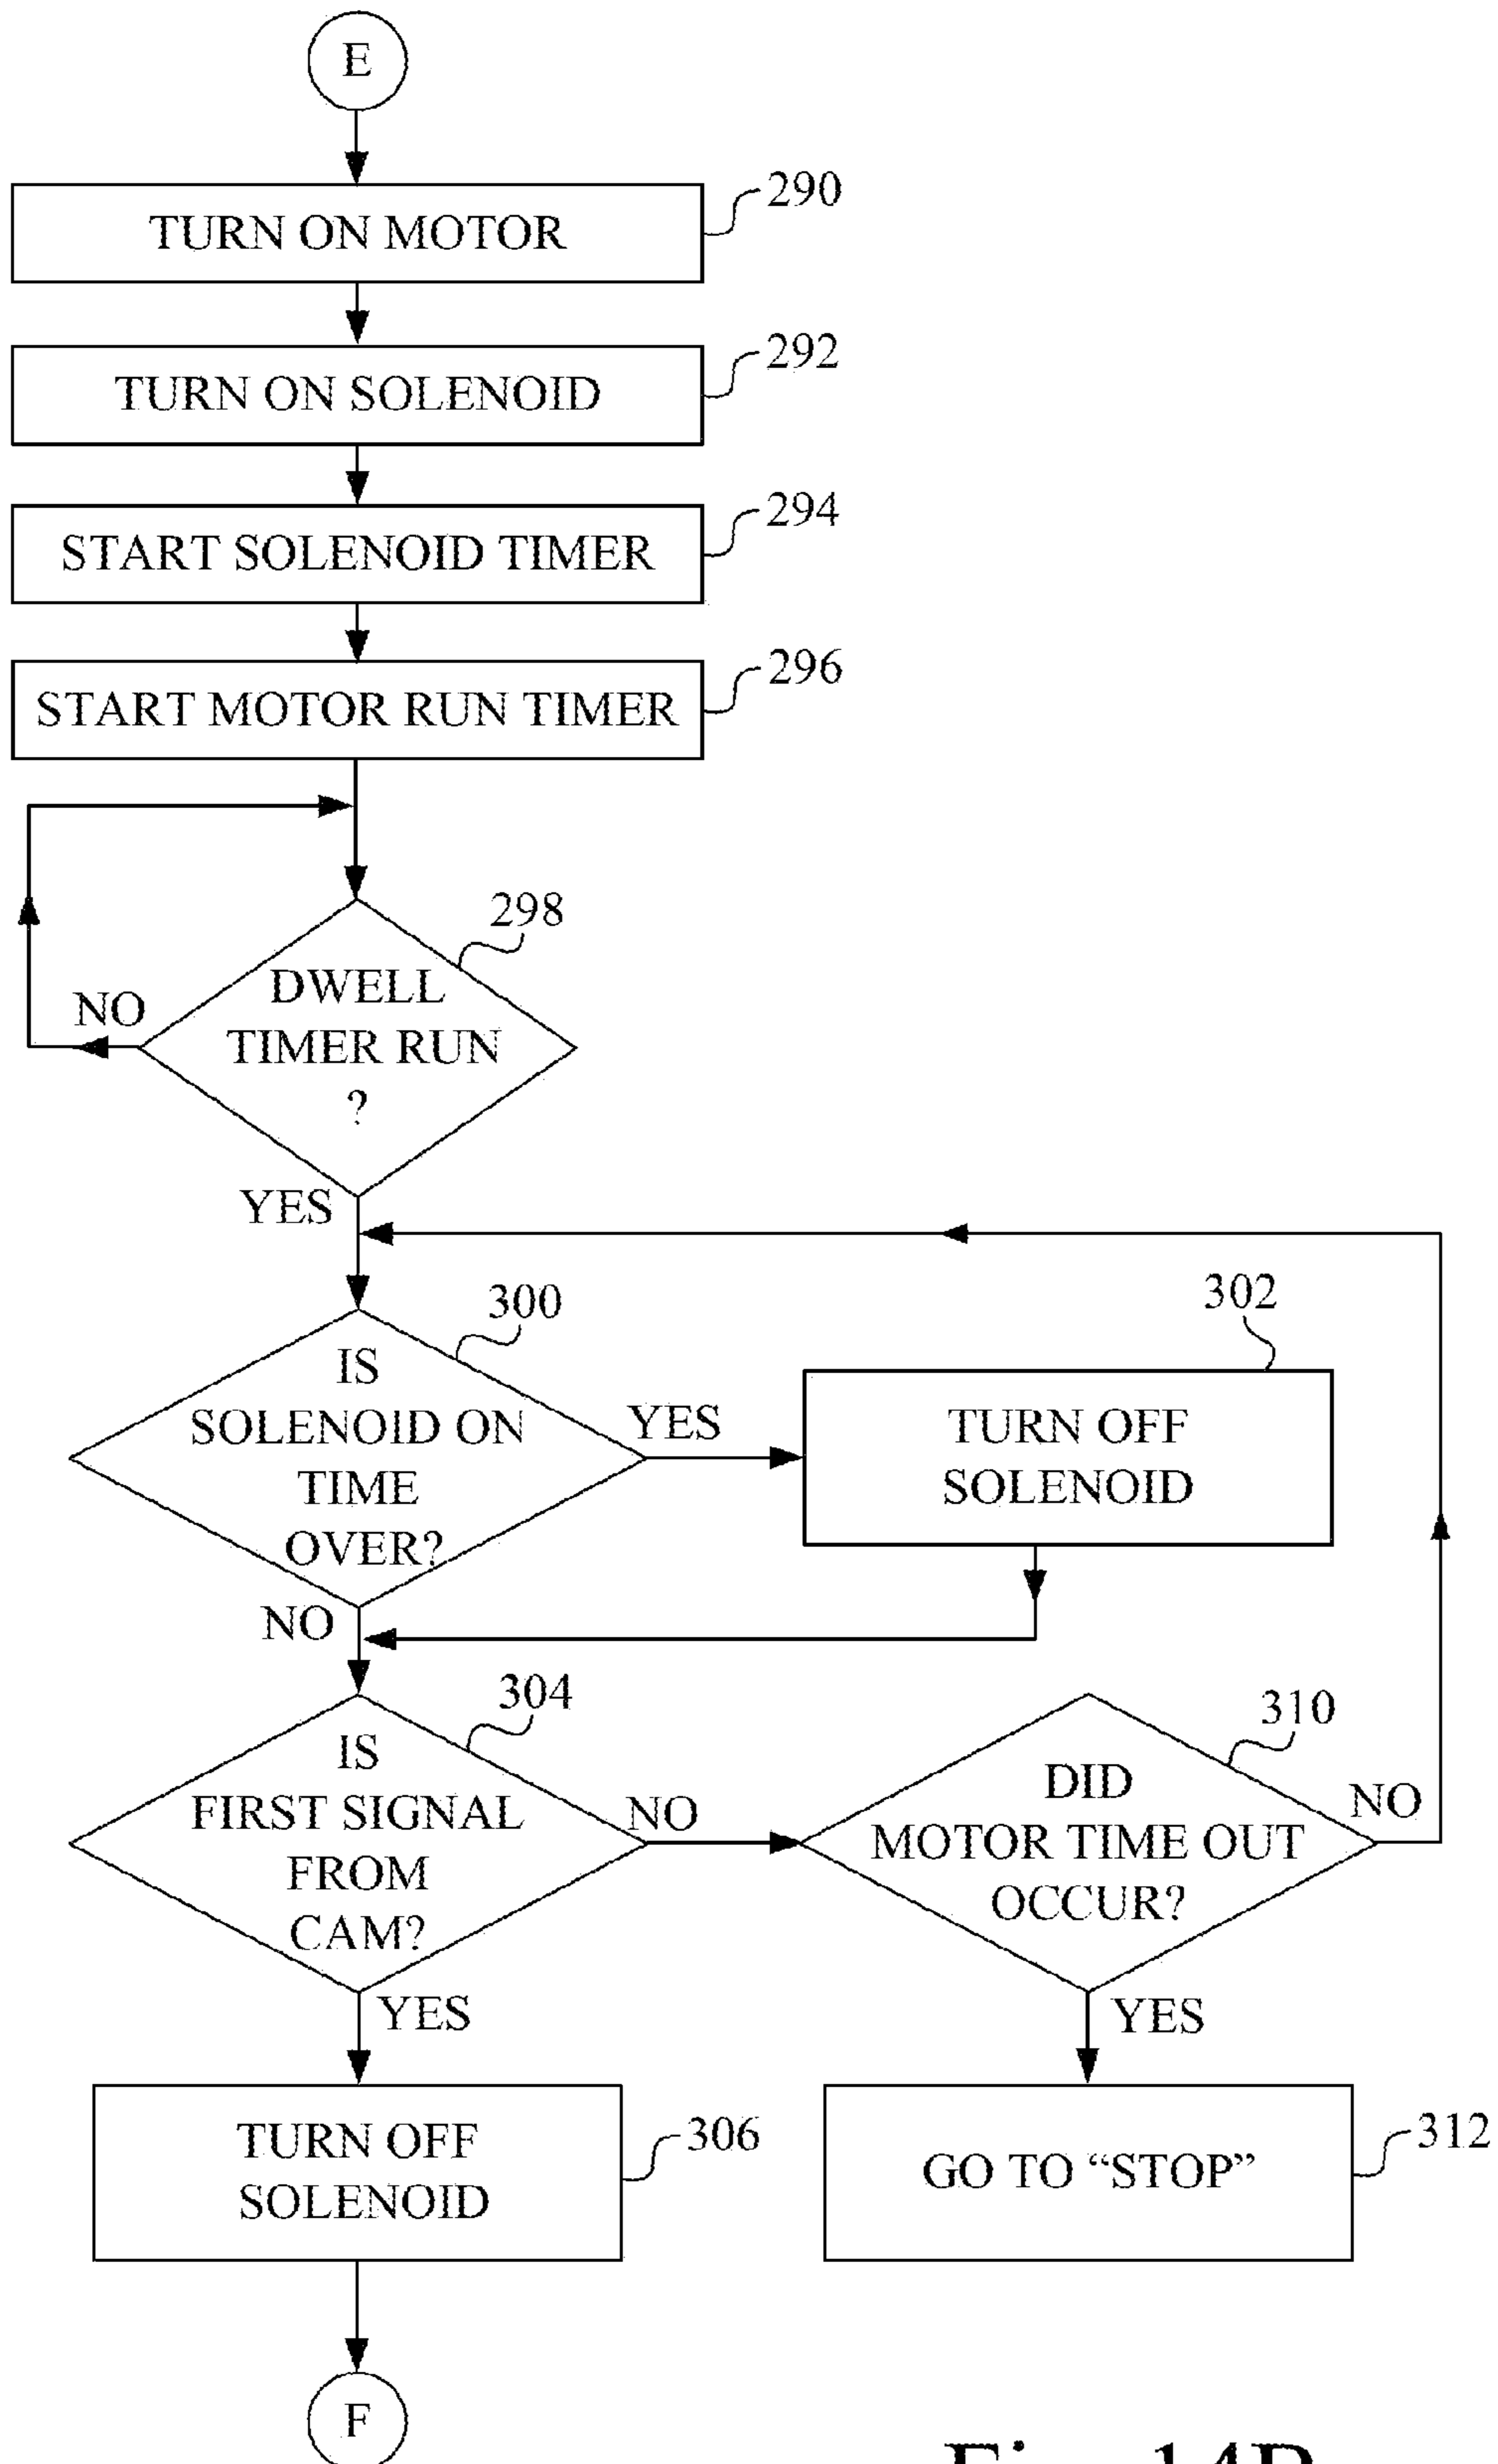 E
TURN ON MOTOR
290
TURN ON SOLENOID
292
START SOLENOID TIMER
294
START MOTOR RUN TIMER
296
298
DWELL
TIMER RUN
?
NO
YES
300
IS
SOLENOID ON
TIME
OVER?
YES
302
TURN OFF
SOLENOID
NO
304
IS
FIRST SIGNAL
FROM
CAM?
NO
310
DID
MOTOR TIME OUT
OCCUR?
NO
YES
YES
TURN OFF
SOLENOID
306
GO TO “STOP”
312
F